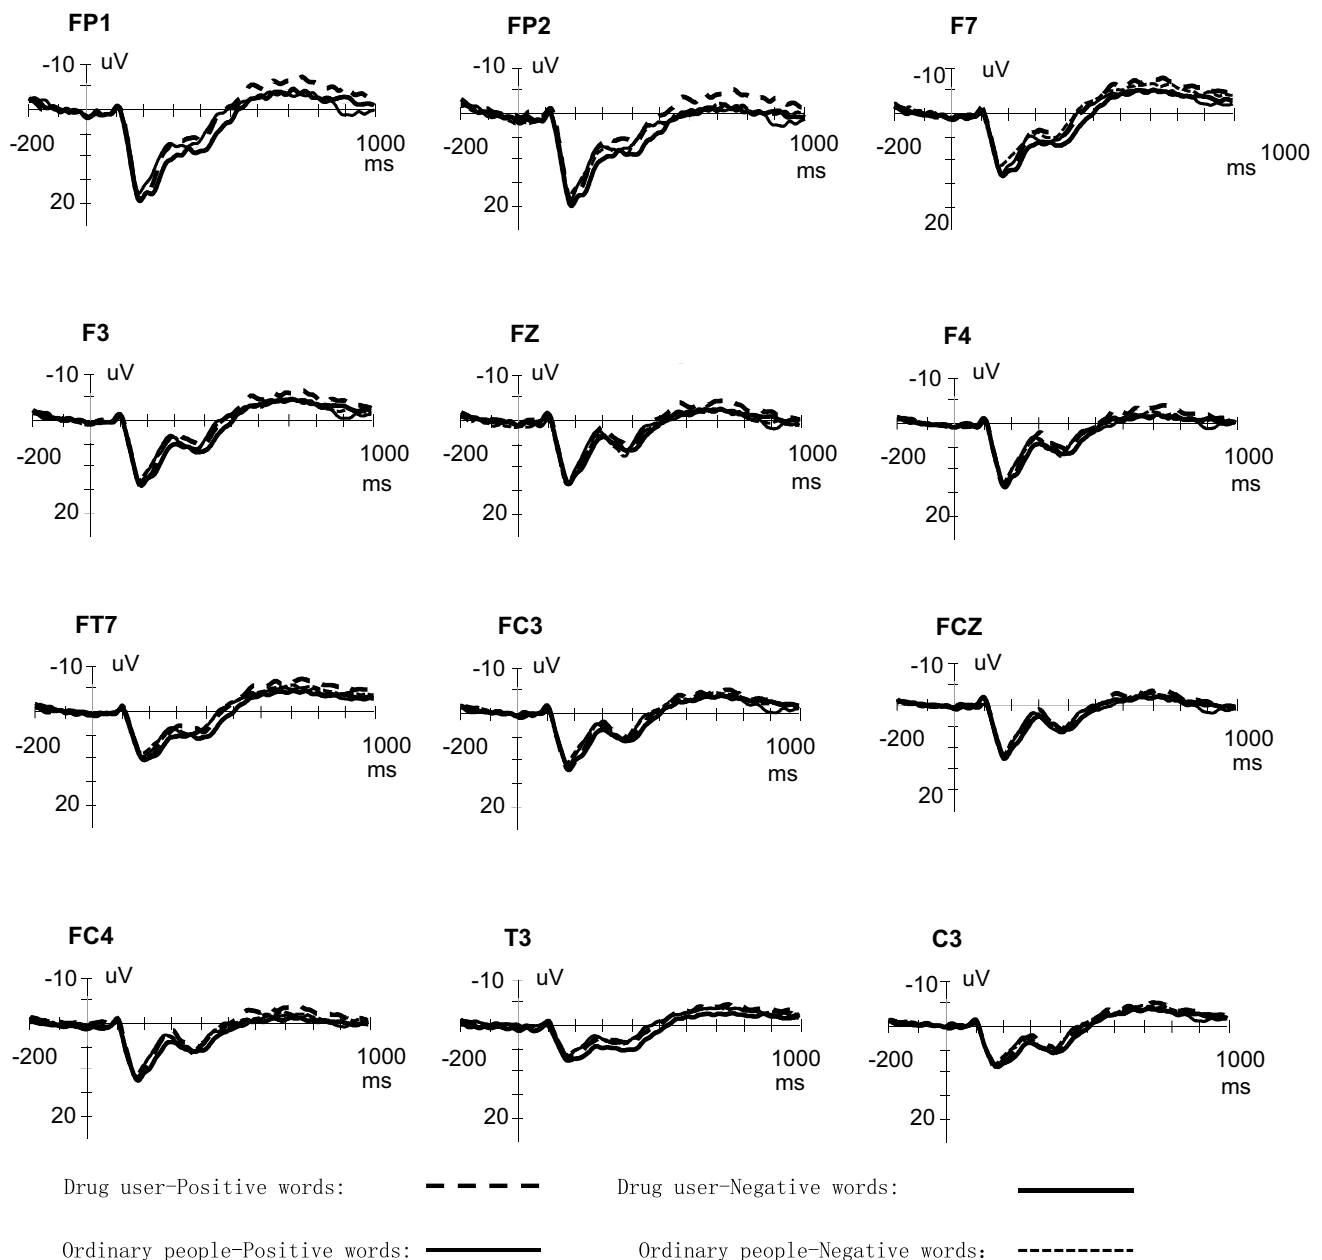 FP1 FP2 F7
-10 uV -10 uV -10 uV
-200 1000 -200 1000 -200 1000
ms ms ms
20 20 20
F3 FZ F4
-10 uV -10 uV -10 uV
-200 1000 -200 1000 -200 1000
ms ms ms
20 20 20
FT7 FC3 FCZ
-10 uV -10 uV -10 uV
-200 1000 -200 1000 -200 1000
ms ms ms
20 20 20
FC4 T3 C3
-10 uV -10 uV -10 uV
-200 1000 -200 1000 -200 1000
ms ms ms
20 20 20
Drug user-Positive words: Drug user-Negative words:
Ordinary people-Positive words: Ordinary people-Negative words: